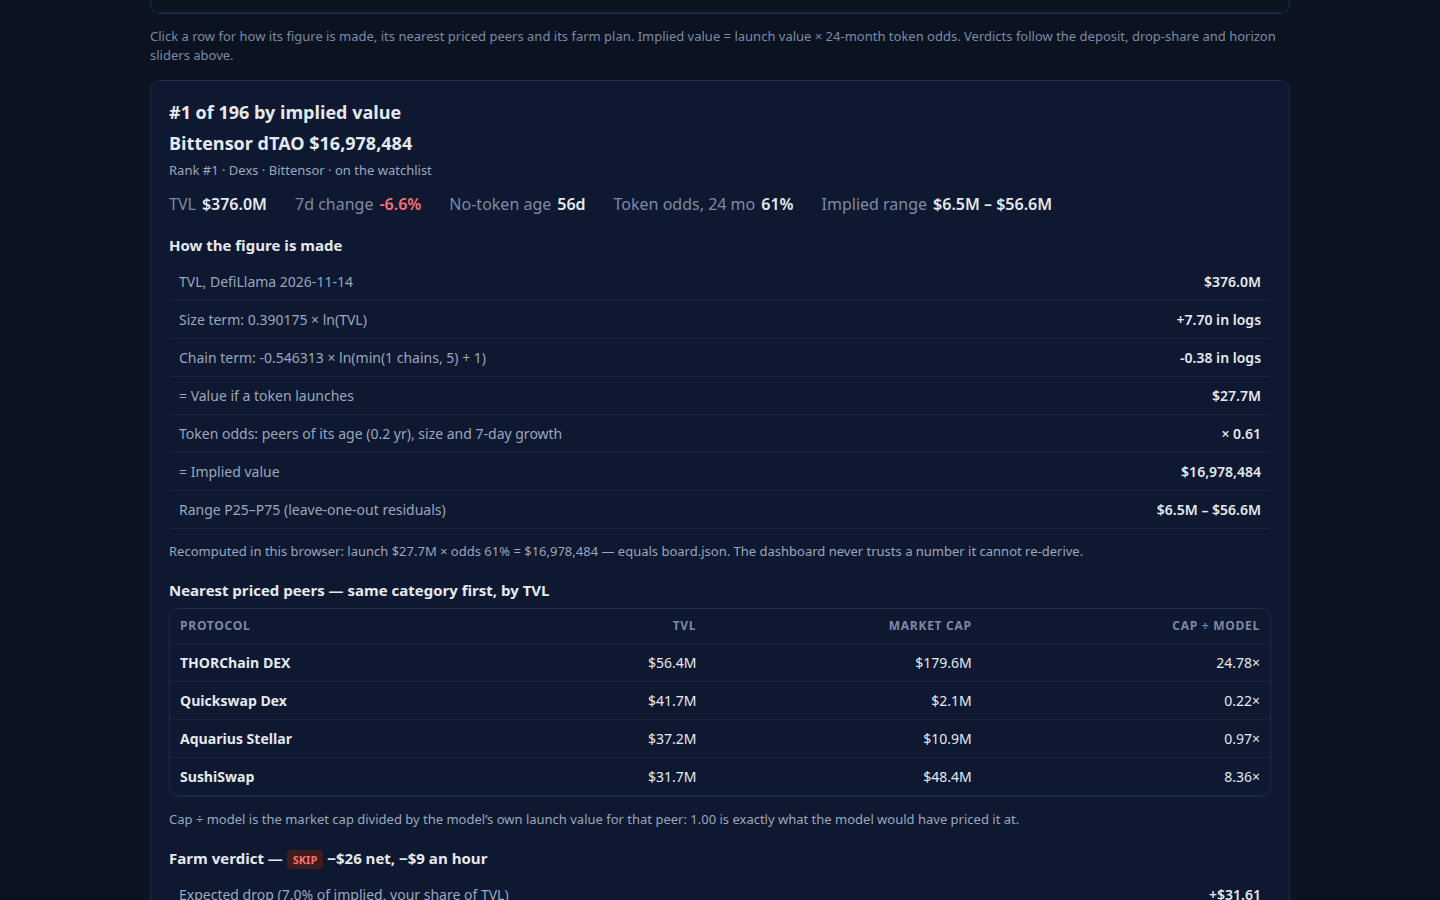 Click a row for how its figure is made, its nearest priced peers and its farm plan. Implied value = launch value × 24-month token odds. Verdicts follow the deposit, drop-share and horizon
sliders above.
#1 of 196 by implied value
Bittensor dTAO $16,978,484
Rank #1 · Dexs · Bittensor · on the watchlist
TVL $376.0M 7d change -6.6% No-token age 56d Token odds, 24 mo 61% Implied range $6.5M – $56.6M
How the figure is made
TVL, DefiLlama 2026-11-14 $376.0M
Size term: 0.390175 × ln(TVL) +7.70 in logs
Chain term: -0.546313 × ln(min(1 chains, 5) + 1) -0.38 in logs
= Value if a token launches $27.7M
Token odds: peers of its age (0.2 yr), size and 7-day growth × 0.61
= Implied value $16,978,484
Range P25–P75 (leave-one-out residuals) $6.5M – $56.6M
Recomputed in this browser: launch $27.7M × odds 61% = $16,978,484 — equals board.json. The dashboard never trusts a number it cannot re-derive.
Nearest priced peers — same category first, by TVL
PROTOCOL TVL MARKET CAP CAP ÷ MODEL
THORChain DEX $56.4M $179.6M 24.78×
Quickswap Dex $41.7M $2.1M 0.22×
Aquarius Stellar $37.2M $10.9M 0.97×
SushiSwap $31.7M $48.4M 8.36×
Cap ÷ model is the market cap divided by the model's own launch value for that peer: 1.00 is exactly what the model would have priced it at.
Farm verdict — SKIP −$26 net, −$9 an hour
Expected drop (7.0% of implied, your share of TVL) +$31.61